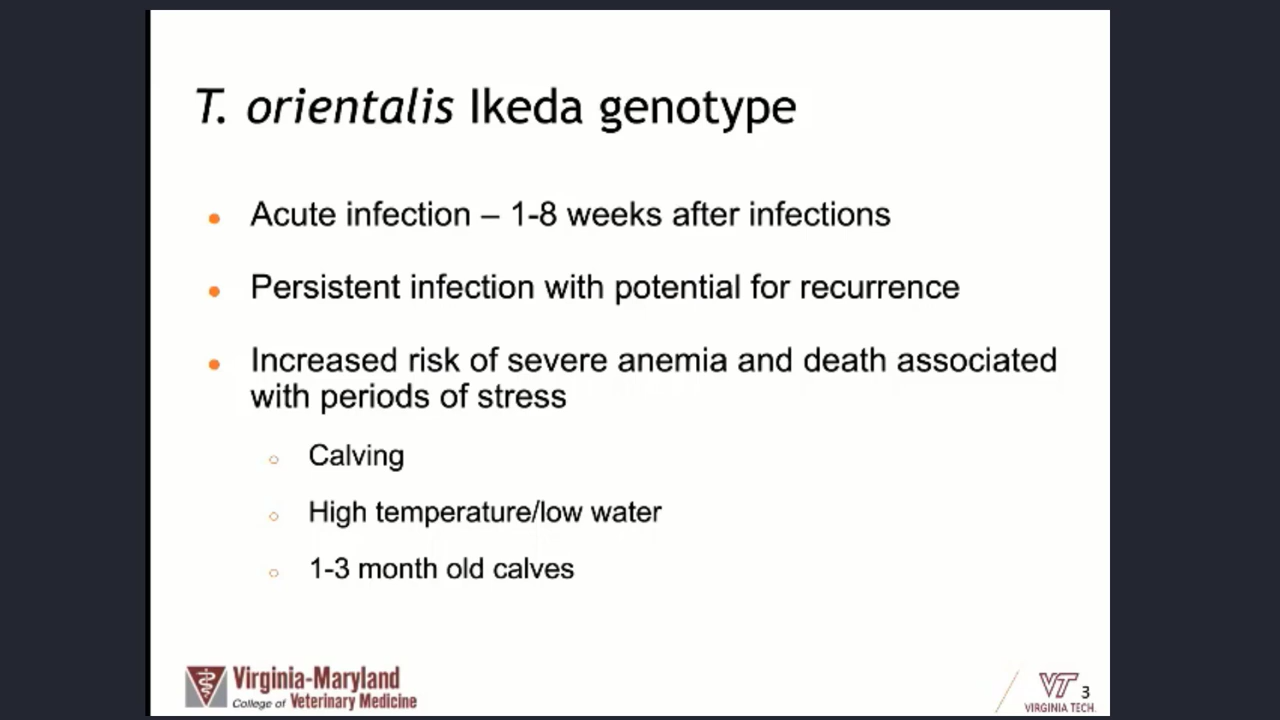 T. orientalis Ikeda genotype
Acute infection – 1-8 weeks after infections
Persistent infection with potential for recurrence
Increased risk of severe anemia and death associated
with periods of stress
Calving
High temperature/low water
1-3 month old calves
Virginia-Maryland
College of Veterinary Medicine
VT
3
VIRGINIA TECH.